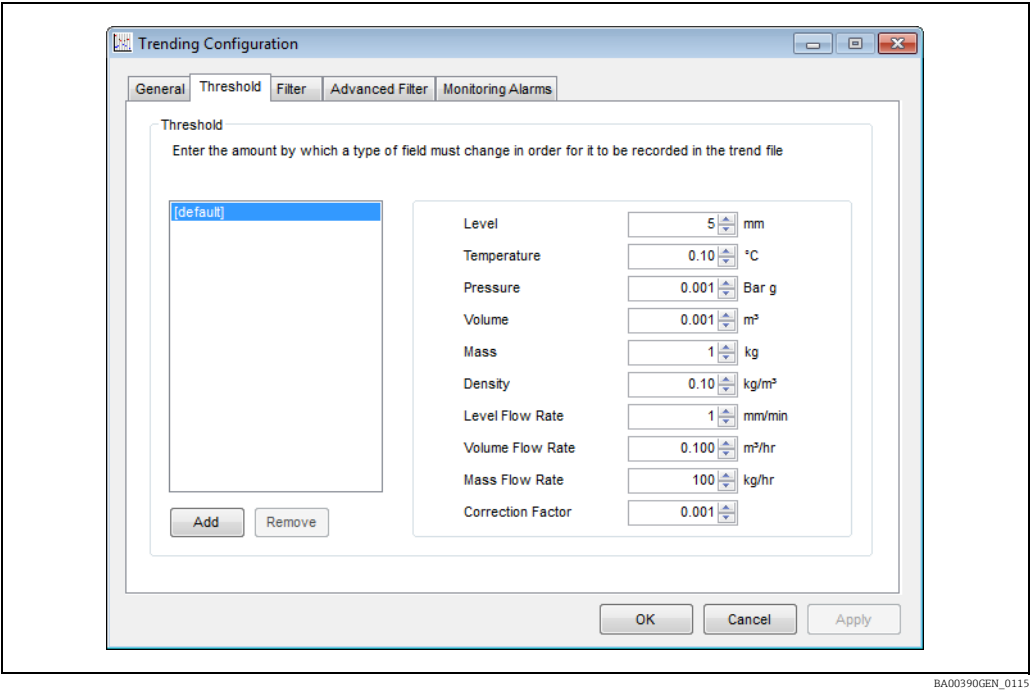 Trending Configuration
General Threshold Filter Advanced Filter Monitoring Alarms
Threshold
Enter the amount by which a type of field must change in order for it to be recorded in the trend file
[default]
Level 5 mm
Temperature 0.10 °C
Pressure 0.001 Bar g
Volume 0.001 m³
Mass 1 kg
Density 0.10 kg/m³
Level Flow Rate 1 mm/min
Volume Flow Rate 0.100 m³/hr
Mass Flow Rate 100 kg/hr
Correction Factor 0.001
Add Remove
OK Cancel Apply
BA00390GEN_0115